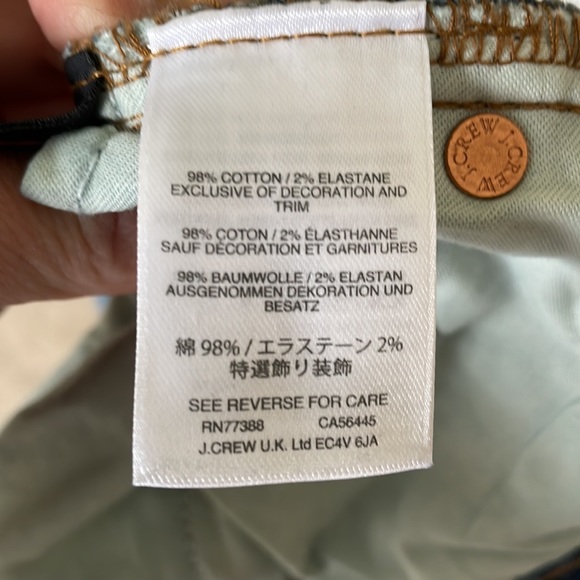 98% COTTON / 2% ELASTANE
EXCLUSIVE OF DECORATION AND
TRIM
98% COTON / 2% ÉLASTHANNE
SAUF DÉCORATION ET GARNITURES
98% BAUMWOLLE / 2% ELASTAN
AUSGENOMMEN DEKORATION UND
BESATZ
綿 98% / エラステーン 2%
特選飾り装飾
SEE REVERSE FOR CARE
RN77388 CA56445
J.CREW U.K. Ltd EC4V 6JA
J.CREW J.CREW